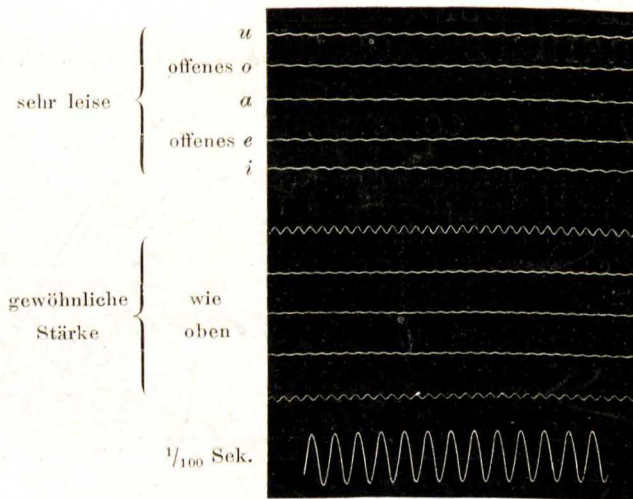 u
offenes o
sehr leise
a
offenes e
i
gewöhnliche wie
Stärke oben
1/100 Sek.